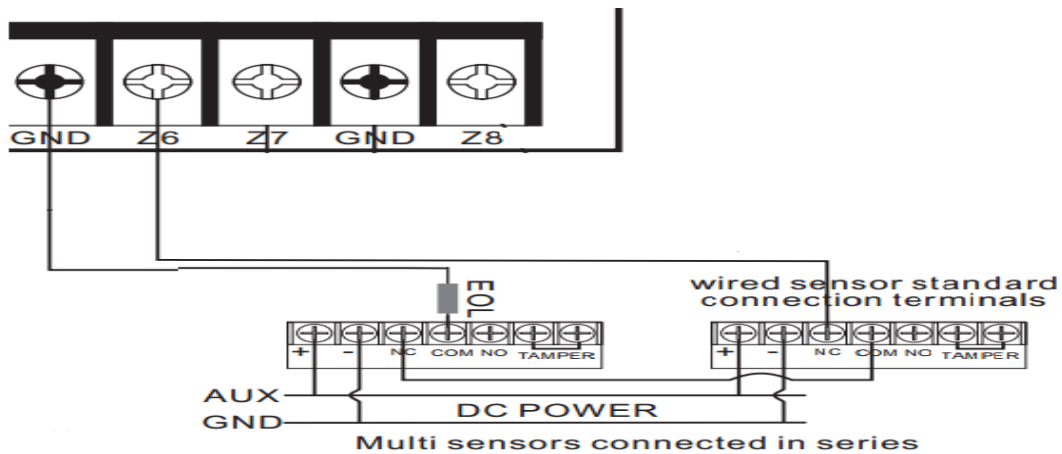 GND Z6 Z7 GND Z8
EOL
wired sensor standard
connection terminals
+ - NC COM NO TAMPER
+ - NC COM NO TAMPER
AUX
DC POWER
GND
Multi sensors connected in series